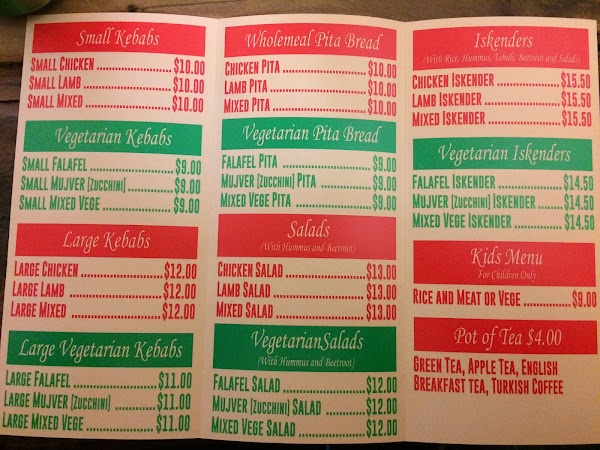 Small Kebabs
Small Chicken ........................ $10.00
Small Lamb ........................ $10.00
Small Mixed ........................ $10.00
Vegetarian Kebabs
Small Falafel ........................ $9.00
Small Mujver [Zucchini] ............ $9.00
Small Mixed Vege .................. $9.00
Large Kebabs
Large Chicken ........................ $12.00
Large Lamb ........................ $12.00
Large Mixed ........................ $12.00
Large Vegetarian Kebabs
Large Falafel ........................ $11.00
Large Mujver [Zucchini] ............ $11.00
Large Mixed Vege .................. $11.00
Wholemeal Pita Bread
Chicken Pita ........................ $10.00
Lamb Pita ........................ $10.00
Mixed Pita ........................ $10.00
Vegetarian Pita Bread
Falafel Pita ........................ $9.00
Mujver [Zucchini] Pita ............ $9.00
Mixed Vege Pita .................. $9.00
Salads
(With Hummus and Beetroot)
Chicken Salad ........................ $13.00
Lamb Salad ........................ $13.00
Mixed Salad ........................ $13.00
VegetarianSalads
(With Hummus and Beetroot)
Falafel Salad ........................ $12.00
Mujver [Zucchini] Salad ............ $12.00
Mixed Vege Salad .................. $12.00
Iskenders
(With Rice, Hummus, Tabuli, Beetroot and Salads)
Chicken Iskender .................. $15.50
Lamb Iskender ..................... $15.50
Mixed Iskender .................... $15.50
Vegetarian Iskenders
Falafel Iskender .................. $14.50
Mujver [Zucchini] Iskender ...... $14.50
Mixed Vege Iskender ............ $14.50
Kids Menu
For Children Only
Rice and Meat or Vege ............ $9.00
Pot of Tea $4.00
Green Tea, Apple Tea, English
Breakfast tea, Turkish Coffee